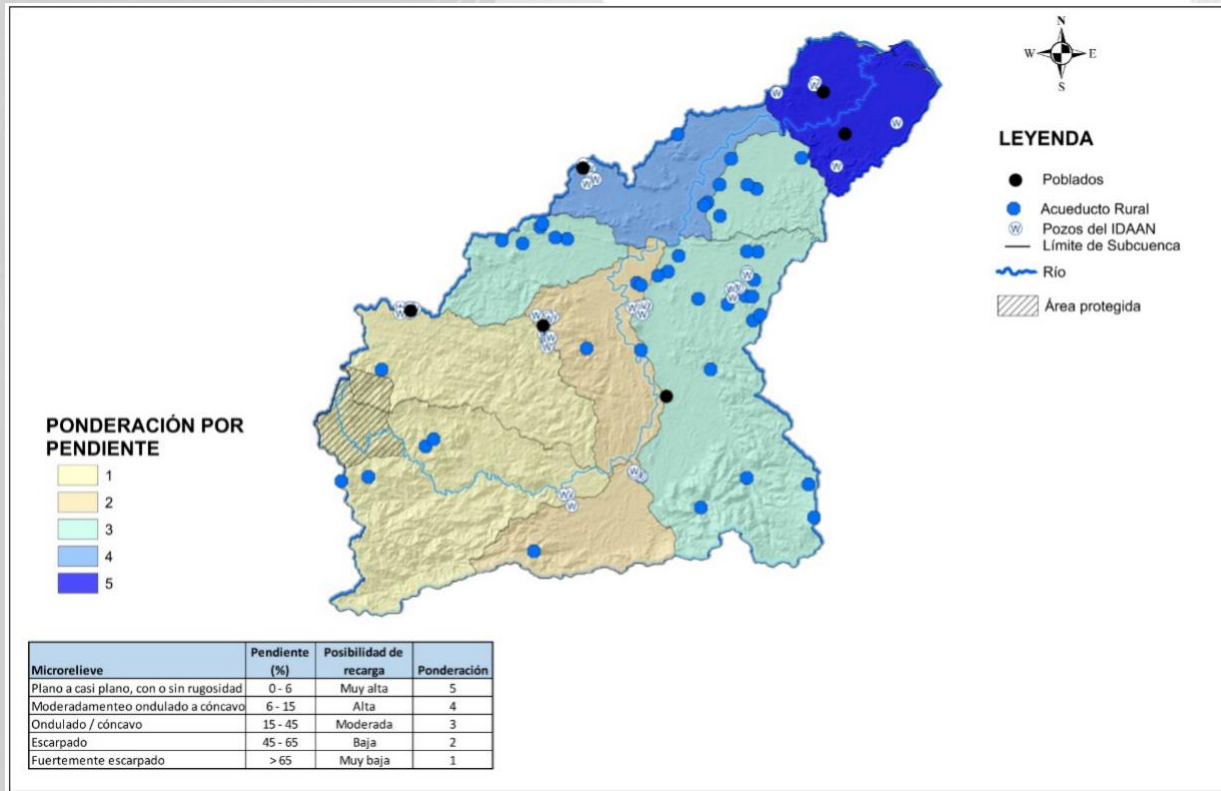 N
W E
S
LEYENDA
Poblados
Acueducto Rural
W Pozos del IDAAN
Límite de Subcuenca
Río
Área protegida
PONDERACIÓN POR
PENDIENTE
1
2
3
4
5
Microrelieve Pendiente (%) Posibilidad de recarga Ponderación
Plano a casi plano, con o sin rugosidad 0 - 6 Muy alta 5
Moderadamenteo ondulado a cóncavo 6 - 15 Alta 4
Ondulado / cóncavo 15 - 45 Moderada 3
Escarpado 45 - 65 Baja 2
Fuertemente escarpado > 65 Muy baja 1